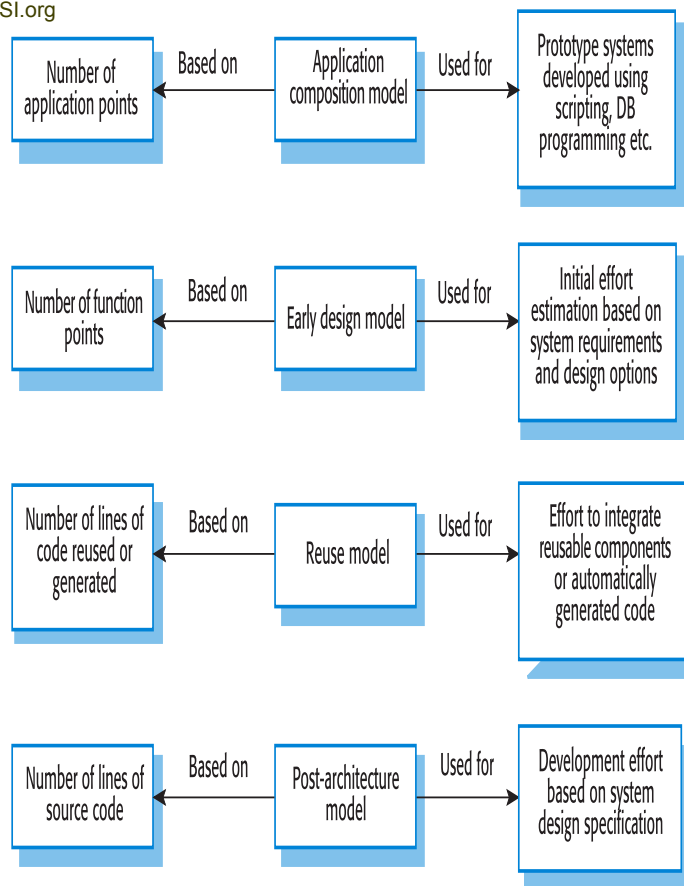 SI.org
Number of
application points
Based on
Application
composition model
Used for
Prototype systems
developed using
scripting, DB
programming etc.
Number of function
points
Based on
Early design model
Used for
Initial effort
estimation based on
system requirements
and design options
Number of lines of
code reused or
generated
Based on
Reuse model
Used for
Effort to integrate
reusable components
or automatically
generated code
Number of lines of
source code
Based on
Post-architecture
model
Used for
Development effort
based on system
design specification